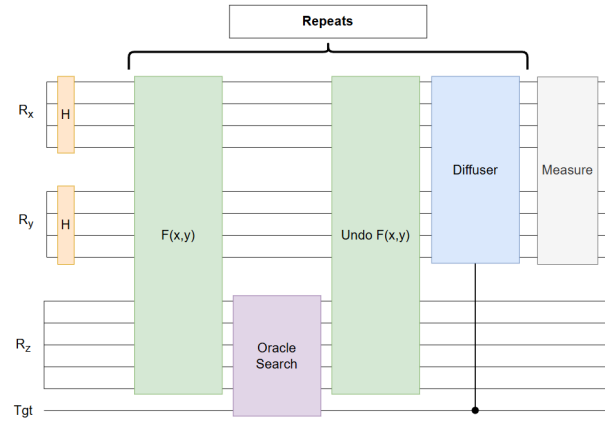 Repeats
Rx
H
Ry
H
F(x,y)
Undo F(x,y)
Diffuser
Measure
Rz
Oracle
Search
Tgt